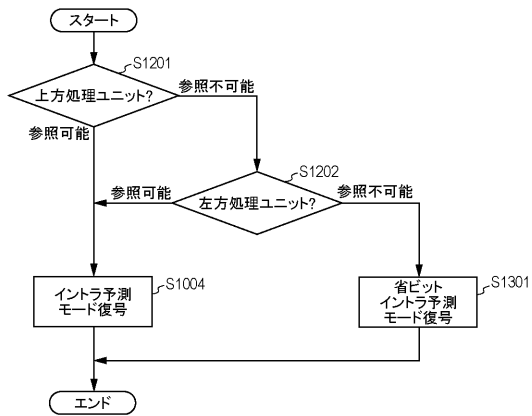 スタート
S1201
上方処理ユニット?
参照不可能
参照可能
S1202
参照可能
左方処理ユニット?
参照不可能
イントラ予測
モード復号
S1004
省ビット
イントラ予測
モード復号
S1301
エンド